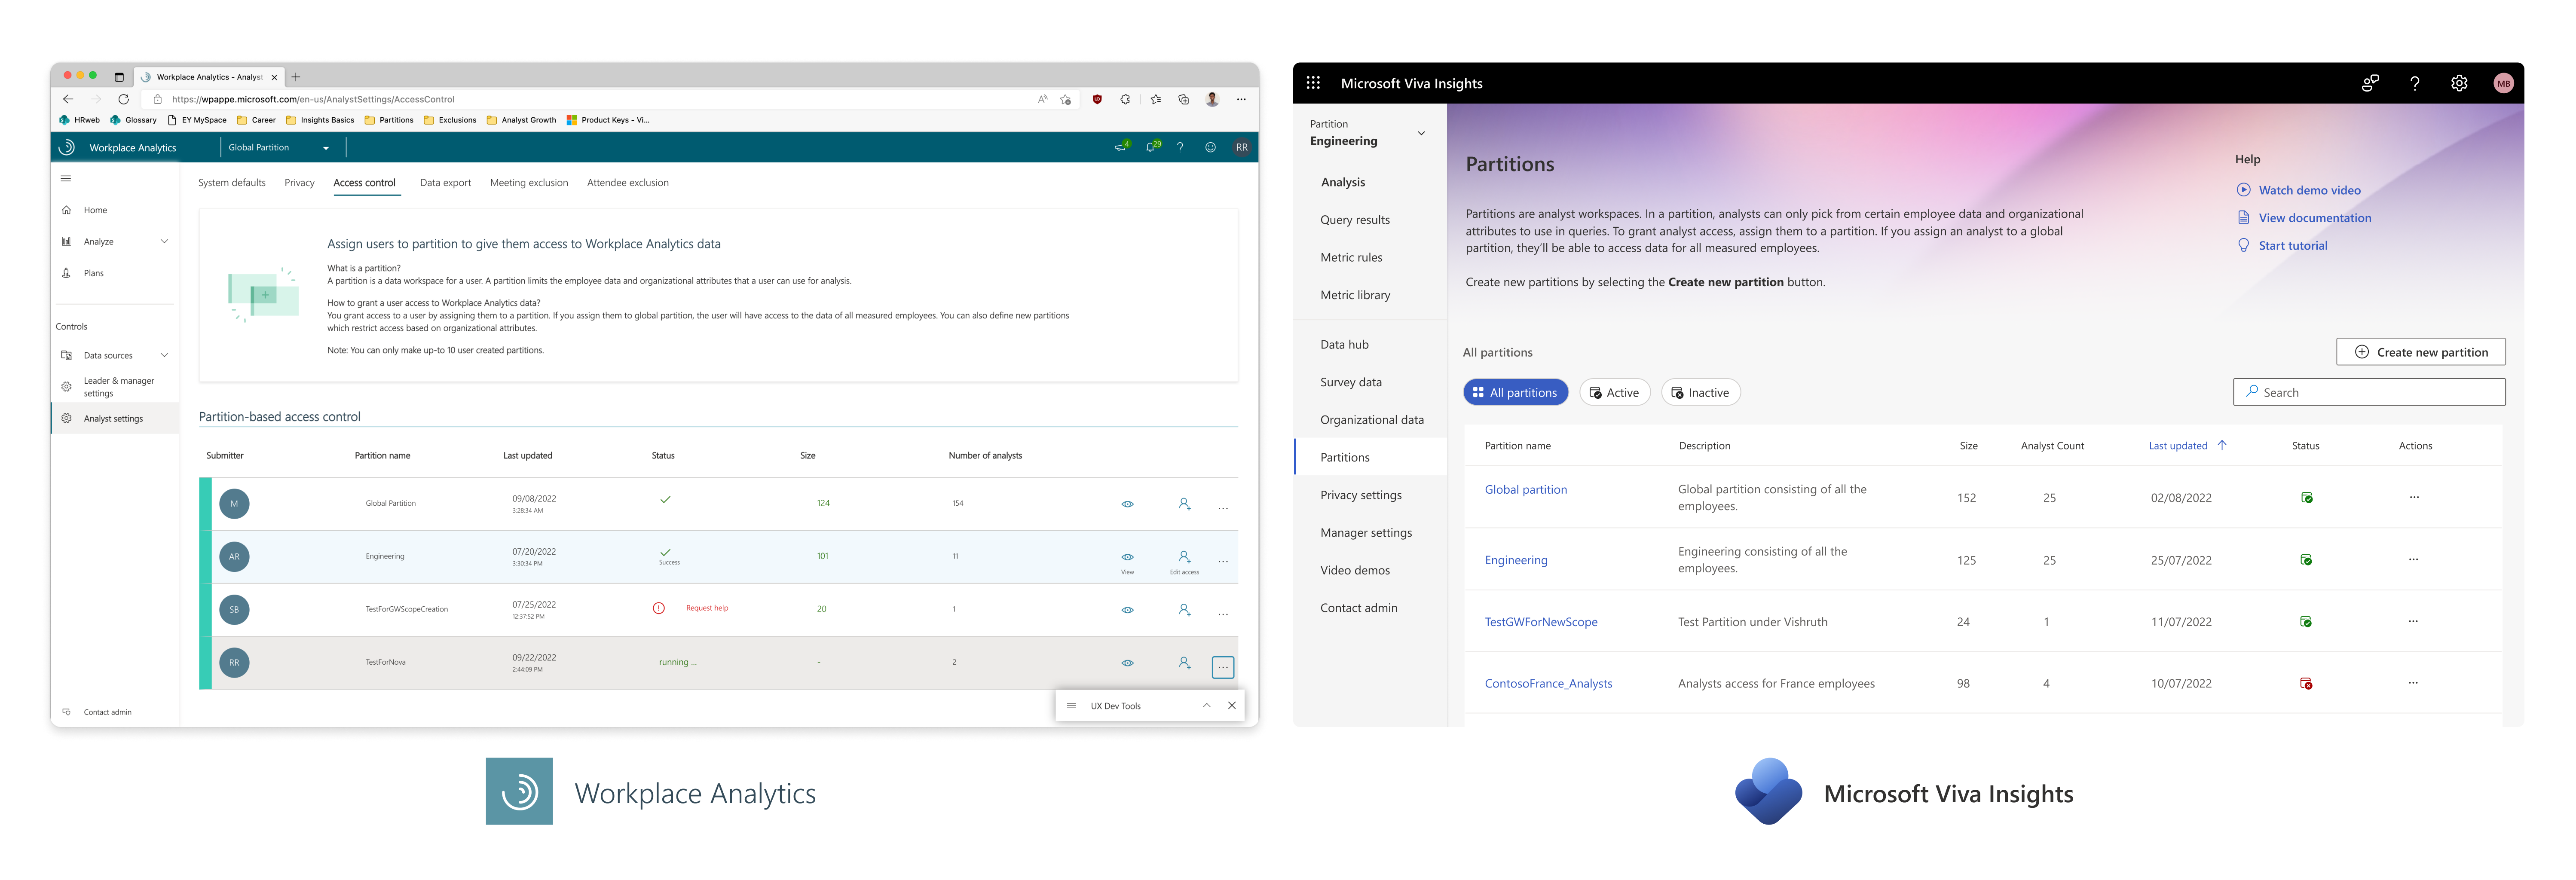 Workplace Analytics - Analyst
https://wpappe.microsoft.com/en-us/AnalystSettings/AccessControl
HRweb Glossary EY MySpace Career Insights Basics Partitions Exclusions Analyst Growth Product Keys - Vi...
Workplace Analytics Global Partition 4 29 ? RR
System defaults Privacy Access control Data export Meeting exclusion Attendee exclusion
Home
Analyze
Plans
Controls
Data sources
Leader & manager
settings
Analyst settings
Contact admin
Assign users to partition to give them access to Workplace Analytics data
What is a partition?
A partition is a data workspace for a user. A partition limits the employee data and organizational attributes that a user can use for analysis.
How to grant a user access to Workplace Analytics data?
You grant access to a user by assigning them to a partition. If you assign them to global partition, the user will have access to the data of all measured employees. You can also define new partitions
which restrict access based on organizational attributes.
Note: You can only make up-to 10 user created partitions.
Partition-based access control
Submitter Partition name Last updated Status Size Number of analysts
M Global Partition 09/08/2022 124 154 ...
3:28:34 AM
AR Engineering 07/20/2022 101 11 ...
3:30:34 PM Success View Edit access
SB TestForGWScopeCreation 07/25/2022 Request help 20 1 ...
12:37:52 PM
RR TestForNova 09/22/2022 running ... - 2 ...
2:44:09 PM
UX Dev Tools
Workplace Analytics
Microsoft Viva Insights ? MB
Partition
Engineering
Analysis
Query results
Metric rules
Metric library
Data hub
Survey data
Organizational data
Partitions
Privacy settings
Manager settings
Video demos
Contact admin
Partitions
Partitions are analyst workspaces. In a partition, analysts can only pick from certain employee data and organizational
attributes to use in queries. To grant analyst access, assign them to a partition. If you assign an analyst to a global
partition, they'll be able to access data for all measured employees.
Create new partitions by selecting the Create new partition button.
Help
Watch demo video
View documentation
Start tutorial
All partitions
Create new partition
All partitions Active Inactive Search
Partition name Description Size Analyst Count Last updated Status Actions
Global partition Global partition consisting of all the
employees. 152 25 02/08/2022 ...
Engineering Engineering consisting of all the
employees. 125 25 25/07/2022 ...
TestGWForNewScope Test Partition under Vishruth 24 1 11/07/2022 ...
ContosoFrance_Analysts Analysts access for France employees 98 4 10/07/2022 ...
Microsoft Viva Insights